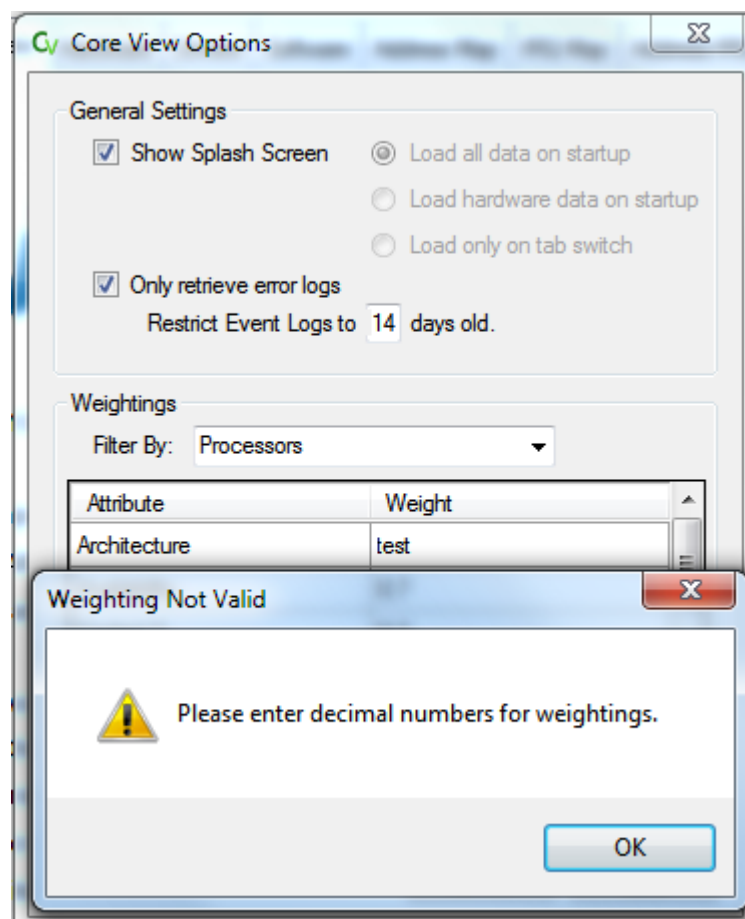 Cv Core View Options
General Settings
Show Splash Screen
Load all data on startup
Load hardware data on startup
Load only on tab switch
Only retrieve error logs
Restrict Event Logs to 14 days old.
Weightings
Filter By: Processors
Attribute Weight
Architecture test
Weighting Not Valid
Please enter decimal numbers for weightings.
OK